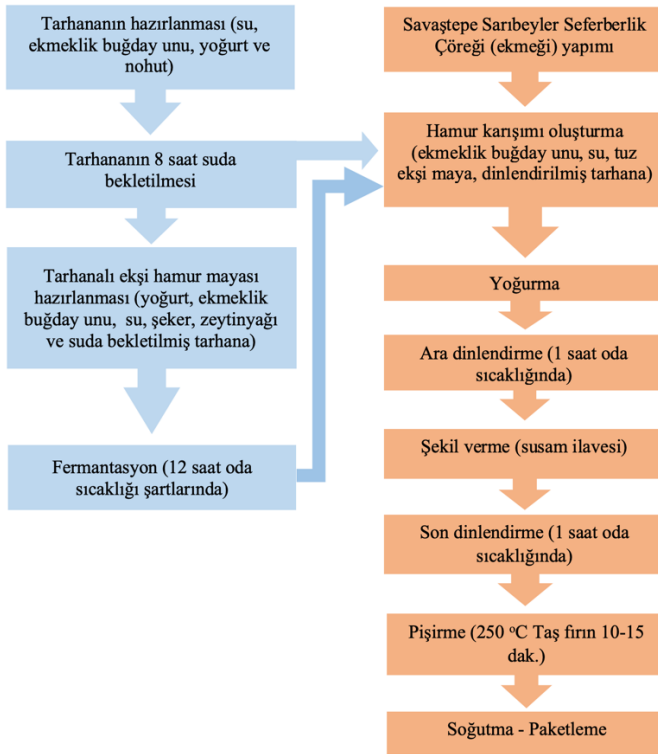 Tarhananın hazırlanması (su,
ekmeklik buğday unu, yoğurt ve
nohut)
Tarhananın 8 saat suda
bekletilmesi
Tarhanalı ekşi hamur mayası
hazırlanması (yoğurt, ekmeklik
buğday unu, su, şeker, zeytinyağı
ve suda bekletilmiş tarhana)
Fermantasyon (12 saat oda
sıcaklığı şartlarında)
Savaştepe Sarıbeyler Seferberlik
Çöreği (ekmeği) yapımı
Hamur karışımı oluşturma
(ekmeklik buğday unu, su, tuz
ekşi maya, dinlendirilmiş tarhana)
Yoğurma
Ara dinlendirme (1 saat oda
sıcaklığında)
Şekil verme (susam ilavesi)
Son dinlendirme (1 saat oda
sıcaklığında)
Pişirme (250 ºC Taş fırın 10-15
dak.)
Soğutma - Paketleme